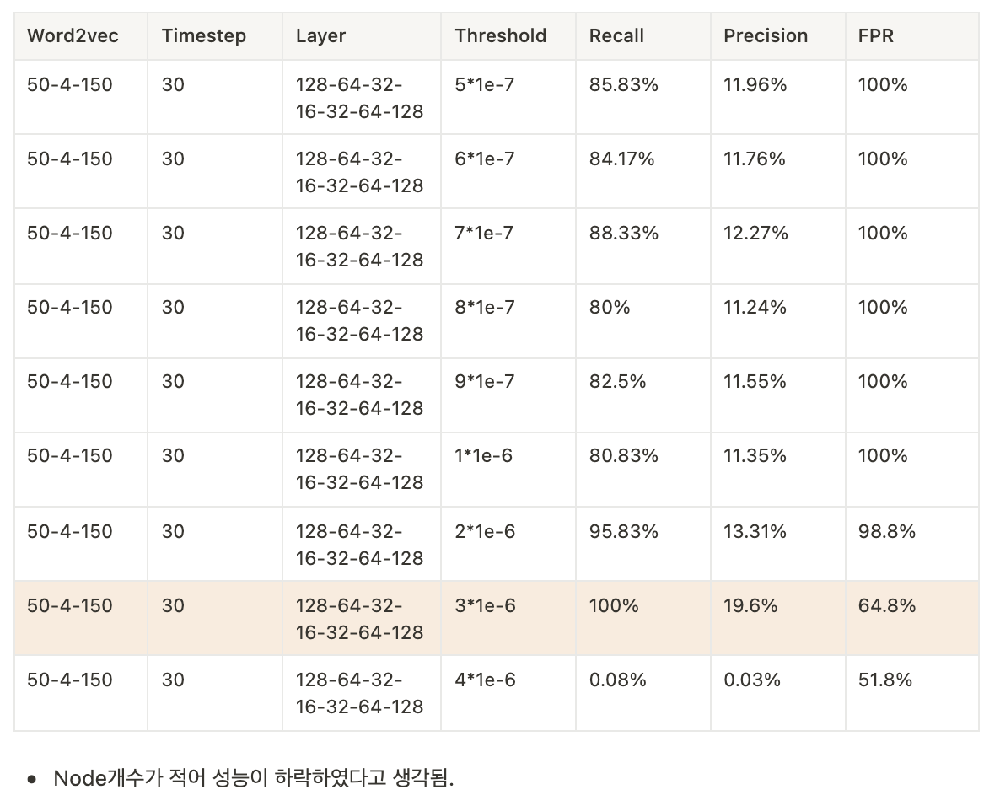 Word2vec Timestep Layer Threshold Recall Precision FPR
50-4-150 30 128-64-32- 5*1e-7 85.83% 11.96% 100%
16-32-64-128
50-4-150 30 128-64-32- 6*1e-7 84.17% 11.76% 100%
16-32-64-128
50-4-150 30 128-64-32- 7*1e-7 88.33% 12.27% 100%
16-32-64-128
50-4-150 30 128-64-32- 8*1e-7 80% 11.24% 100%
16-32-64-128
50-4-150 30 128-64-32- 9*1e-7 82.5% 11.55% 100%
16-32-64-128
50-4-150 30 128-64-32- 1*1e-6 80.83% 11.35% 100%
16-32-64-128
50-4-150 30 128-64-32- 2*1e-6 95.83% 13.31% 98.8%
16-32-64-128
50-4-150 30 128-64-32- 3*1e-6 100% 19.6% 64.8%
16-32-64-128
50-4-150 30 128-64-32- 4*1e-6 0.08% 0.03% 51.8%
16-32-64-128
• Node개수가 적어 성능이 하락하였다고 생각됨.